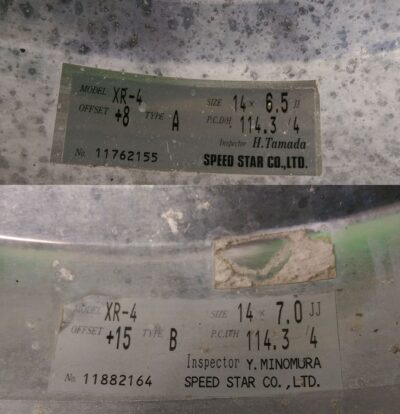 MODEL XR-4 SIZE 14 × 6.5 JJ
OFFSET +8 TYPE A P.C.D/H 114.3 / 4
Inspector H.Tamada
No. 11762155 SPEED STAR CO.,LTD.
MODEL XR-4 SIZE 14 × 7.0 JJ
OFFSET +15 TYPE B P.C.D/H 114.3 / 4
Inspector Y.MINOMURA
No. 11882164 SPEED STAR CO.,LTD.